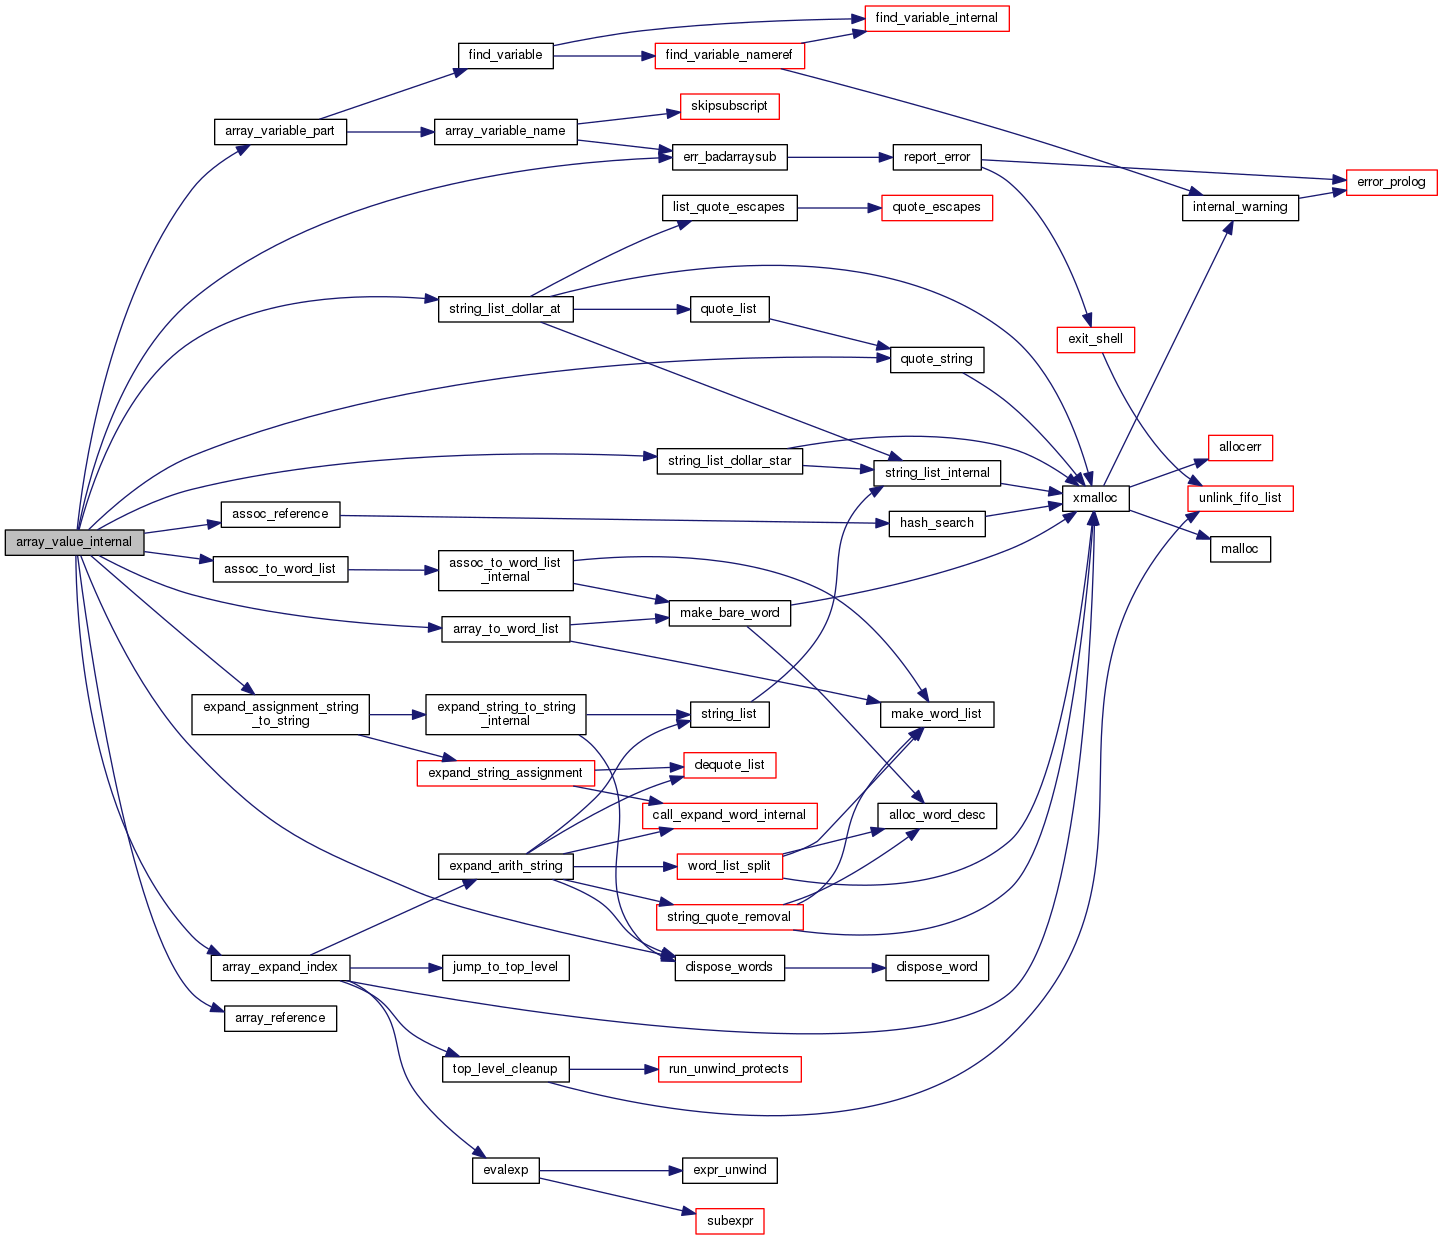 find_variable_internal
find_variable
find_variable_nameref
skipsubscript
array_variable_part
array_variable_name
err_badarraysub
report_error
error_prolog
list_quote_escapes
quote_escapes
internal_warning
string_list_dollar_at
quote_list
exit_shell
quote_string
allocerr
string_list_dollar_star
string_list_internal
xmalloc
unlink_fifo_list
assoc_reference
hash_search
array_value_internal
malloc
assoc_to_word_list
assoc_to_word_list
_internal
make_bare_word
array_to_word_list
expand_assignment_string
_to_string
expand_string_to_string
_internal
string_list
make_word_list
dequote_list
expand_string_assignment
call_expand_word_internal
alloc_word_desc
expand_arith_string
word_list_split
string_quote_removal
array_expand_index
jump_to_top_level
dispose_words
dispose_word
array_reference
top_level_cleanup
run_unwind_protects
evalexp
expr_unwind
subexpr